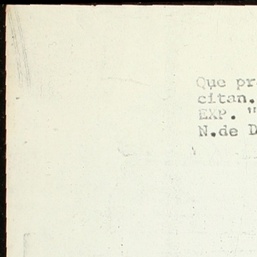 Que pr
citan.
EXP. "
N.de D